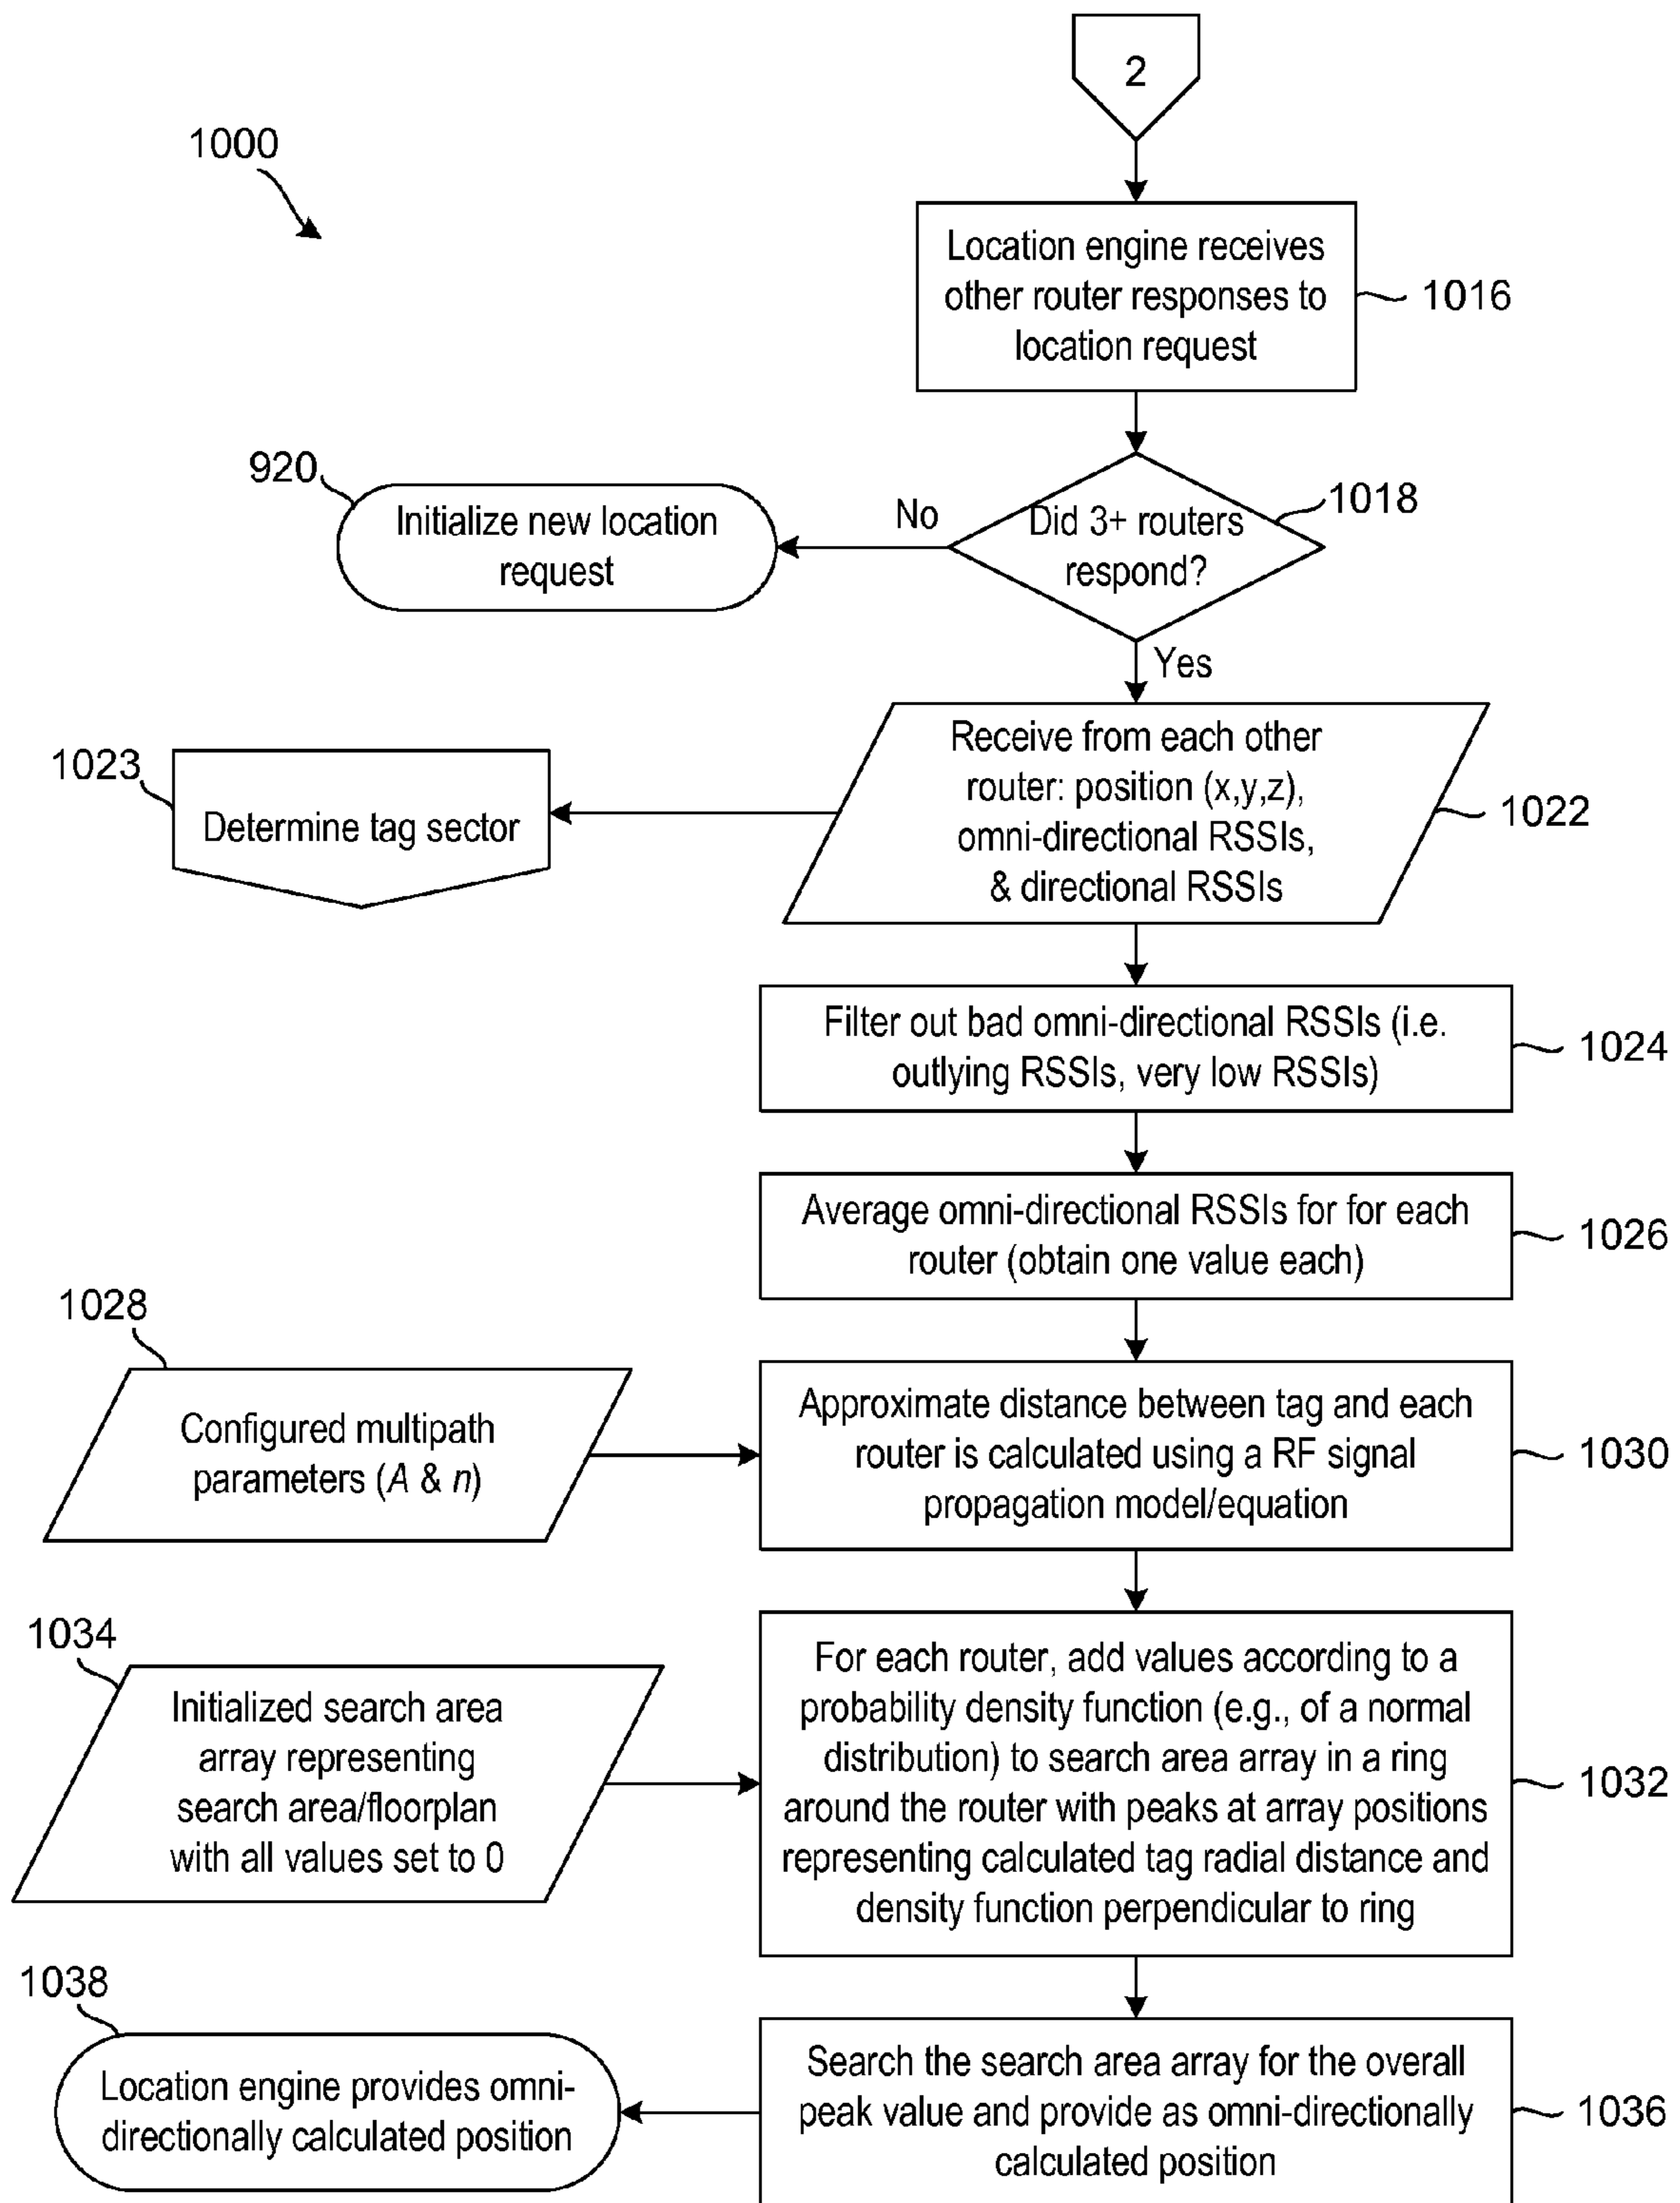 2
1000
Location engine receives
other router responses to
location request
1016
920
Initialize new location
request
No
Did 3+ routers
respond?
1018
Yes
1023
Determine tag sector
Receive from each other
router: position (x,y,z),
omni-directional RSSIs,
& directional RSSIs
1022
Filter out bad omni-directional RSSIs (i.e.
outlying RSSIs, very low RSSIs)
1024
Average omni-directional RSSIs for for each
router (obtain one value each)
1026
1028
Configured multipath
parameters (A & n)
Approximate distance between tag and each
router is calculated using a RF signal
propagation model/equation
1030
1034
Initialized search area
array representing
search area/floorplan
with all values set to 0
For each router, add values according to a
probability density function (e.g., of a normal
distribution) to search area array in a ring
around the router with peaks at array positions
representing calculated tag radial distance and
density function perpendicular to ring
1032
1038
Location engine provides omni-
directionally calculated position
Search the search area array for the overall
peak value and provide as omni-directionally
calculated position
1036